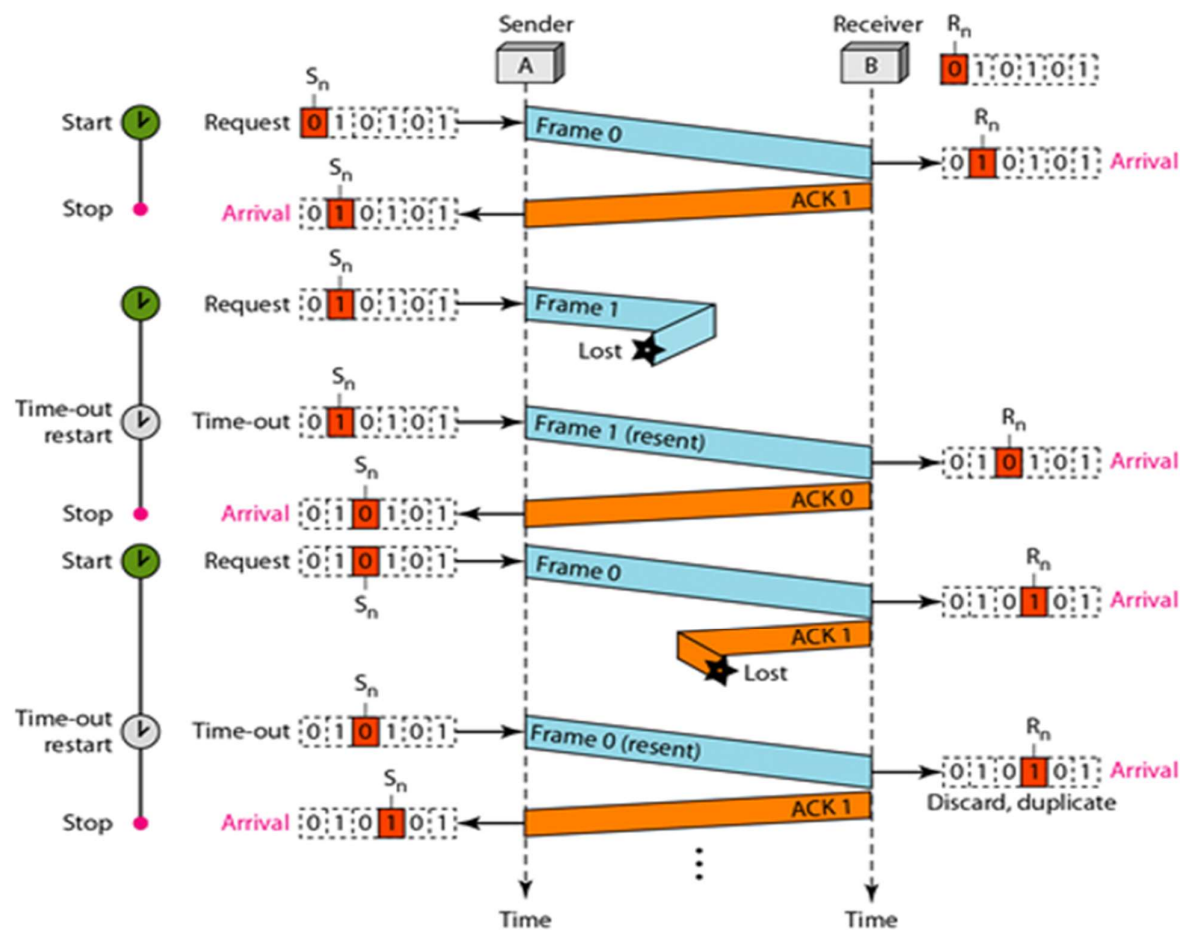 Sender Receiver Rn
A B 0 1 0 1 0 1
Sn
Start Request 0 1 0 1 0 1 Frame 0 Rn
0 1 0 1 0 1 Arrival
Sn
Stop Arrival 0 1 0 1 0 1 ACK 1
Sn
Request 0 1 0 1 0 1 Frame 1
Lost
Sn
Time-out
restart Time-out 0 1 0 1 0 1 Frame 1 (resent) Rn
0 1 0 1 0 1 Arrival
Sn
Stop Arrival 0 1 0 1 0 1 ACK 0
Start Request 0 1 0 1 0 1 Frame 0
Sn
Rn
0 1 0 1 0 1 Arrival
ACK 1
Lost
Sn
Time-out
restart Time-out 0 1 0 1 0 1 Frame 0 (resent) Rn
0 1 0 1 0 1 Arrival
Discard, duplicate
Sn
Stop Arrival 0 1 0 1 0 1 ACK 1
Time Time